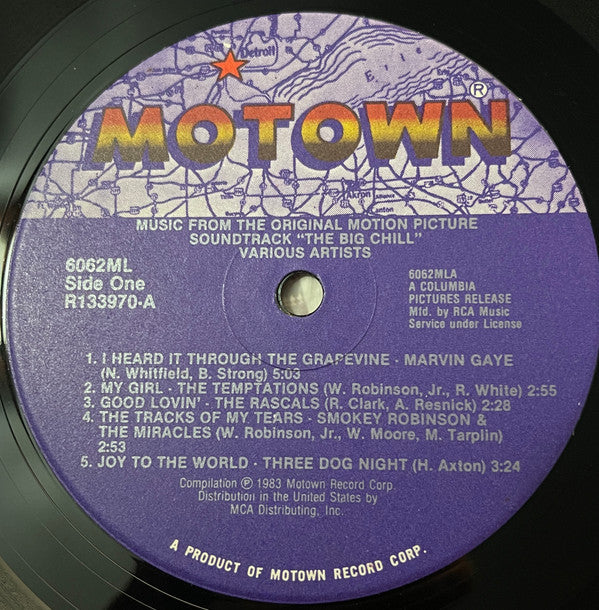 Detroit
Erie
MOTOWN®
Akron
Canton
MUSIC FROM THE ORIGINAL MOTION PICTURE
SOUNDTRACK "THE BIG CHILL"
VARIOUS ARTISTS
6062ML
Side One
R133970-A
6062MLA
A COLUMBIA
PICTURES RELEASE
Mfd. by RCA Music
Service under License
1. I HEARD IT THROUGH THE GRAPEVINE - MARVIN GAYE
(N. Whitfield, B. Strong) 5:03
2. MY GIRL - THE TEMPTATIONS (W. Robinson, Jr., R. White) 2:55
3. GOOD LOVIN' - THE RASCALS (R. Clark, A. Resnick) 2:28
4. THE TRACKS OF MY TEARS - SMOKEY ROBINSON &
THE MIRACLES (W. Robinson, Jr., W. Moore, M. Tarplin)
2:53
5. JOY TO THE WORLD - THREE DOG NIGHT (H. Axton) 3:24
Compilation ℗ 1983 Motown Record Corp.
Distribution in the United States by
MCA Distributing, Inc.
A PRODUCT OF MOTOWN RECORD CORP.